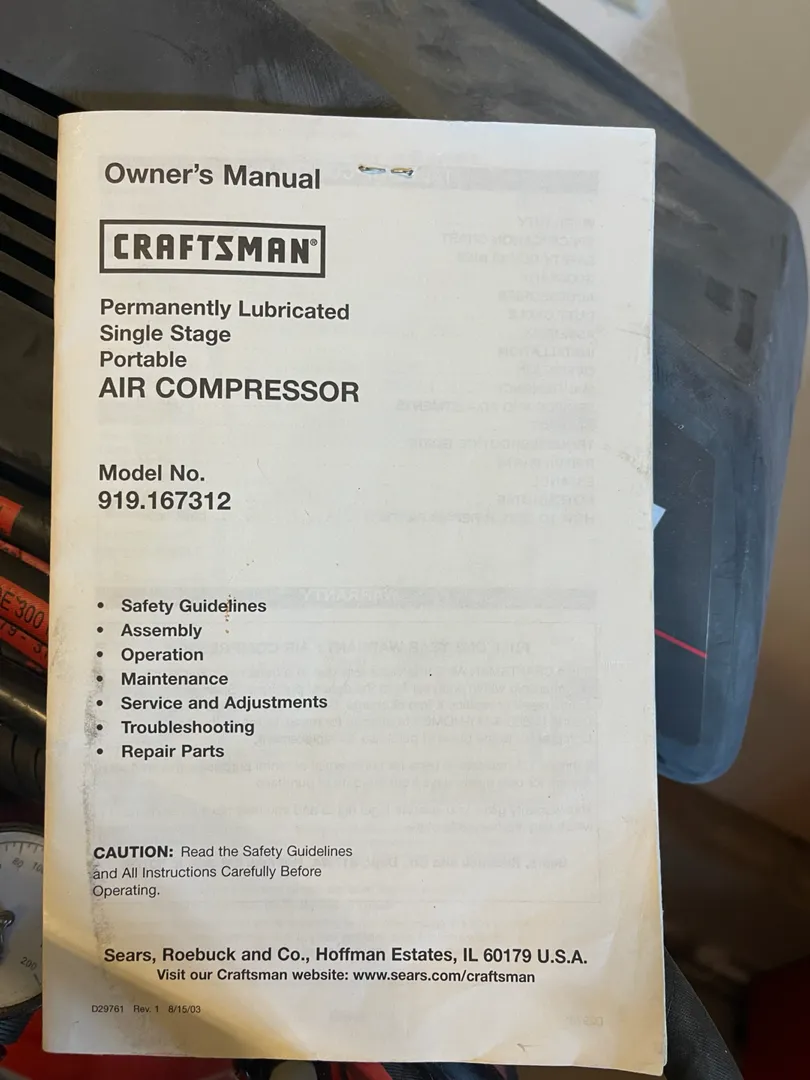 Owner's Manual
CRAFTSMAN®
Permanently Lubricated
Single Stage
Portable
AIR COMPRESSOR
Model No.
919.167312
• Safety Guidelines
• Assembly
• Operation
• Maintenance
• Service and Adjustments
• Troubleshooting
• Repair Parts
CAUTION: Read the Safety Guidelines
and All Instructions Carefully Before
Operating.
Sears, Roebuck and Co., Hoffman Estates, IL 60179 U.S.A.
Visit our Craftsman website: www.sears.com/craftsman
D29761 Rev. 1 8/15/03
300
80
200